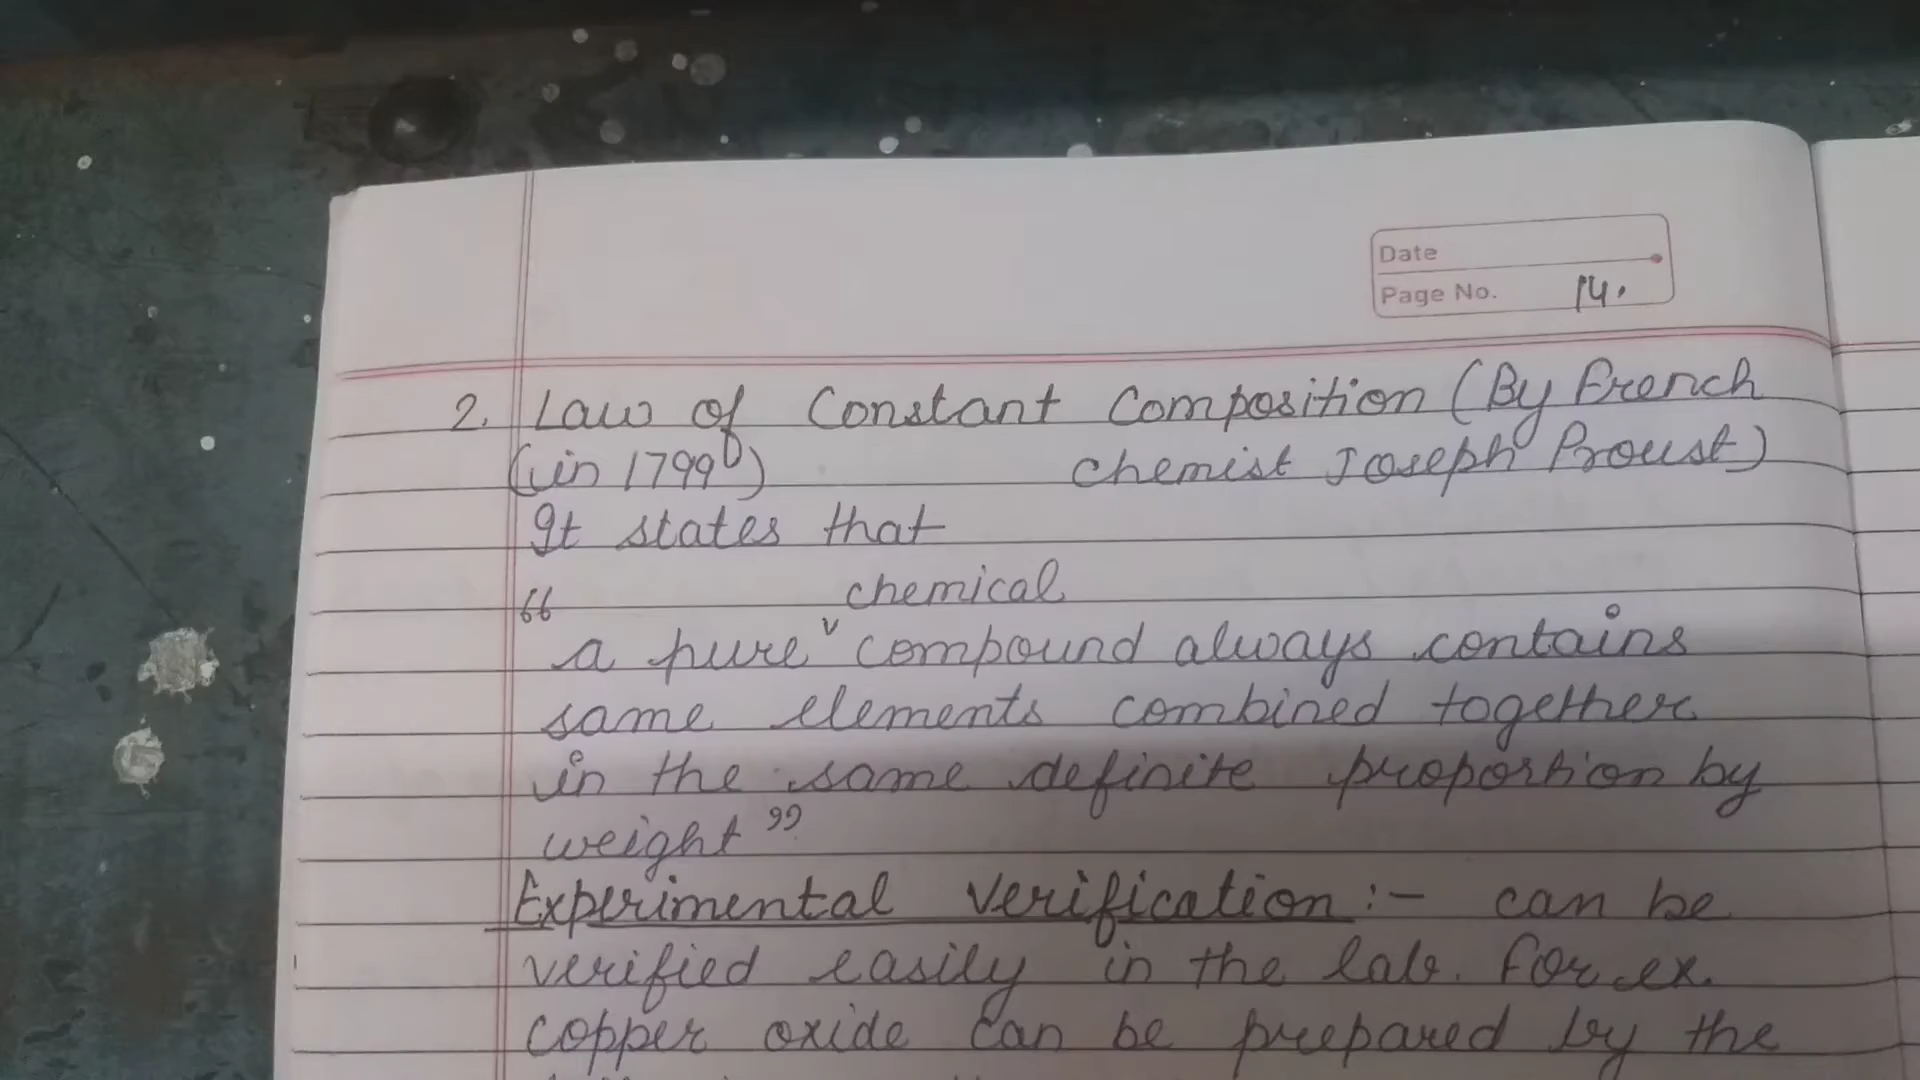 Date
Page No. 14.
2. Law of Constant Composition (By French
(in 1799) chemist Joseph Proust)
It states that
chemical
“ a pure ˅ compound always contains
same elements combined together
in the same definite proportion by
weight ”
Experimental verification :- can be
verified easily in the lab. For ex.
copper oxide can be prepared by the